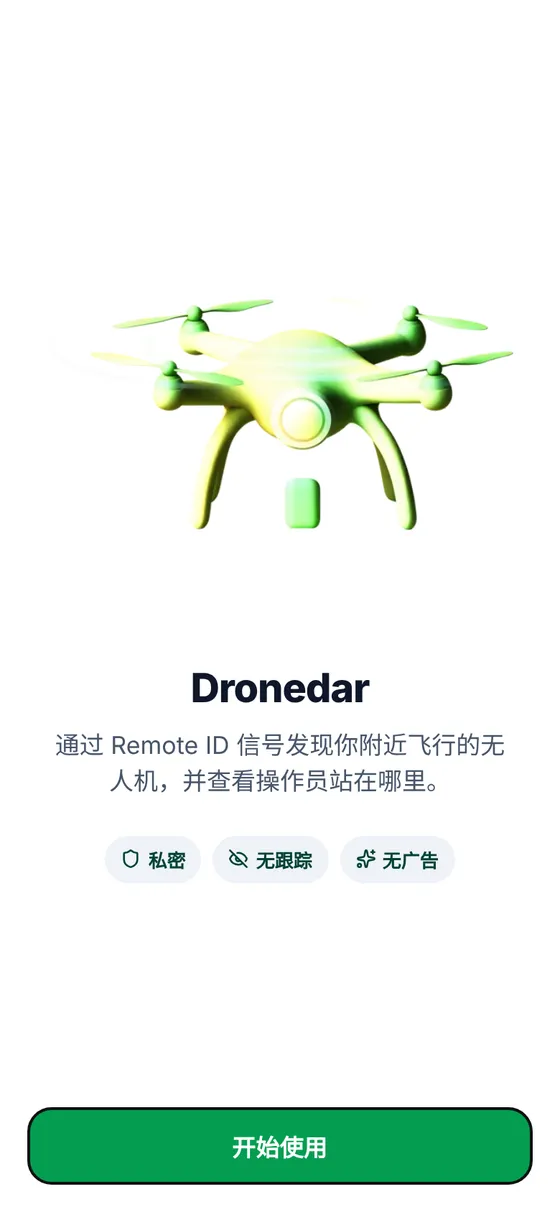 Dronedar
通过 Remote ID 信号发现你附近飞行的无
人机，并查看操作员站在哪里。
私密
无跟踪
无广告
开始使用